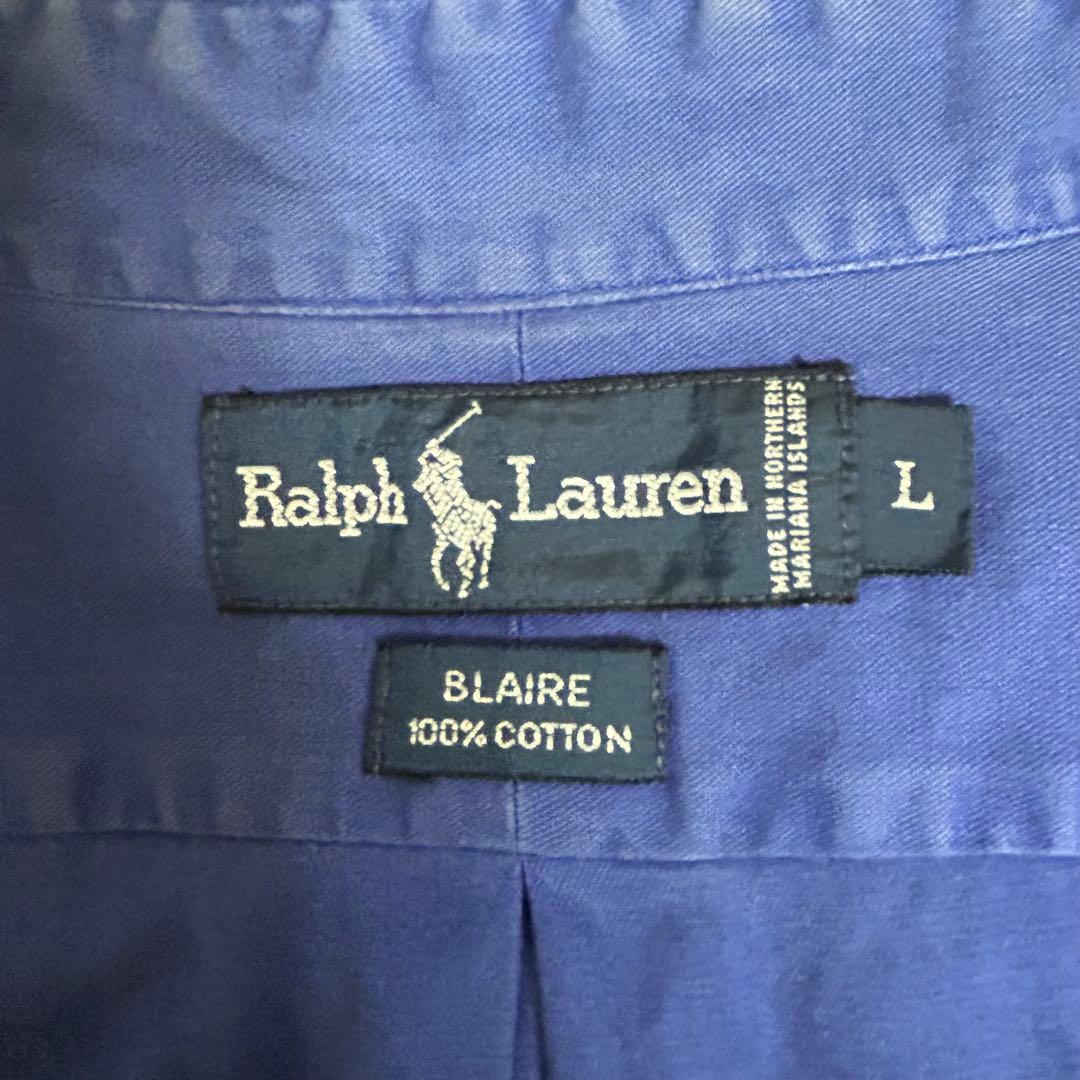 Ralph Lauren
MADE IN NORTHERN
MARIANA ISLANDS
L
BLAIRE
100% COTTON